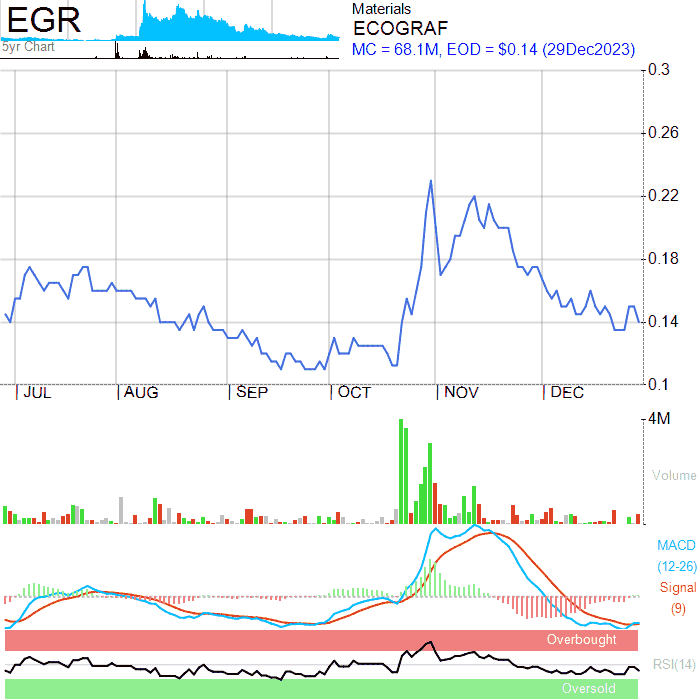 EGR
5yr Chart
Materials
ECOGRAF
MC = 68.1M, EOD = $0.14 (29Dec2023)
0.3
0.26
0.22
0.18
0.14
0.1
JUL AUG SEP OCT NOV DEC
4M
Volume
MACD
(12-26)
Signal
(9)
Overbought
RSI(14)
Oversold